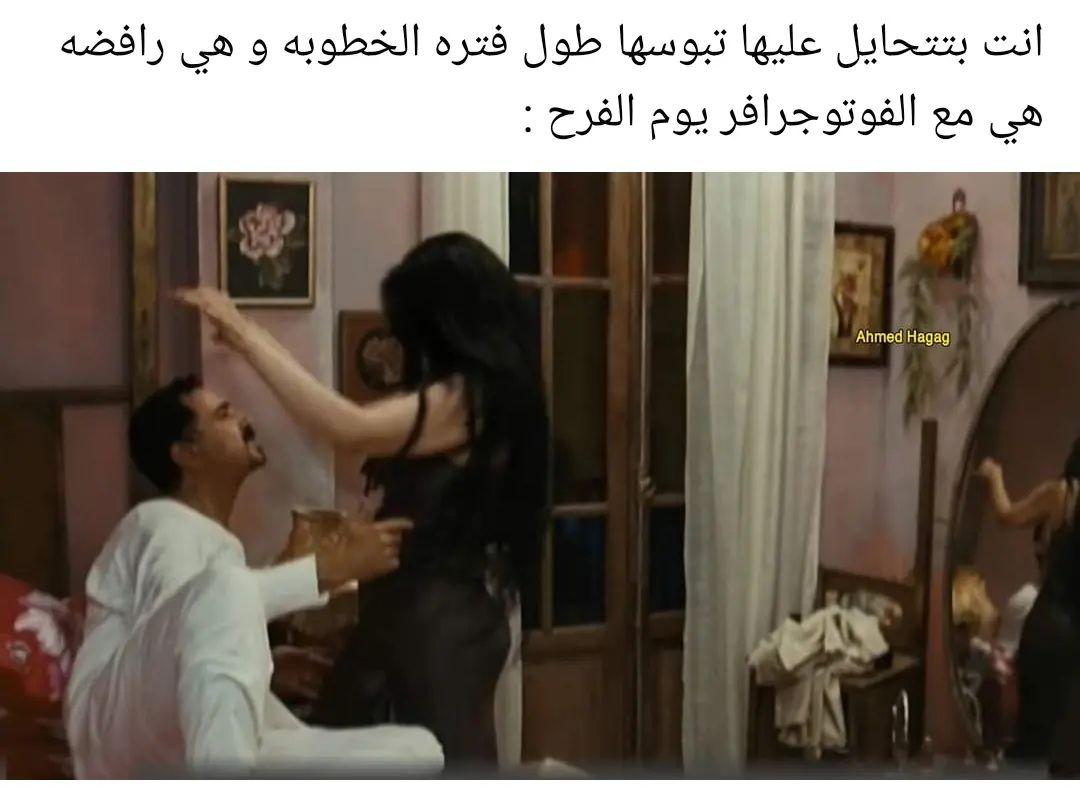 انت بتتحايل عليها تبوسها طول فتره الخطوبه و هي رافضه
هي مع الفوتوجرافر يوم الفرح :
Ahmed Hagag